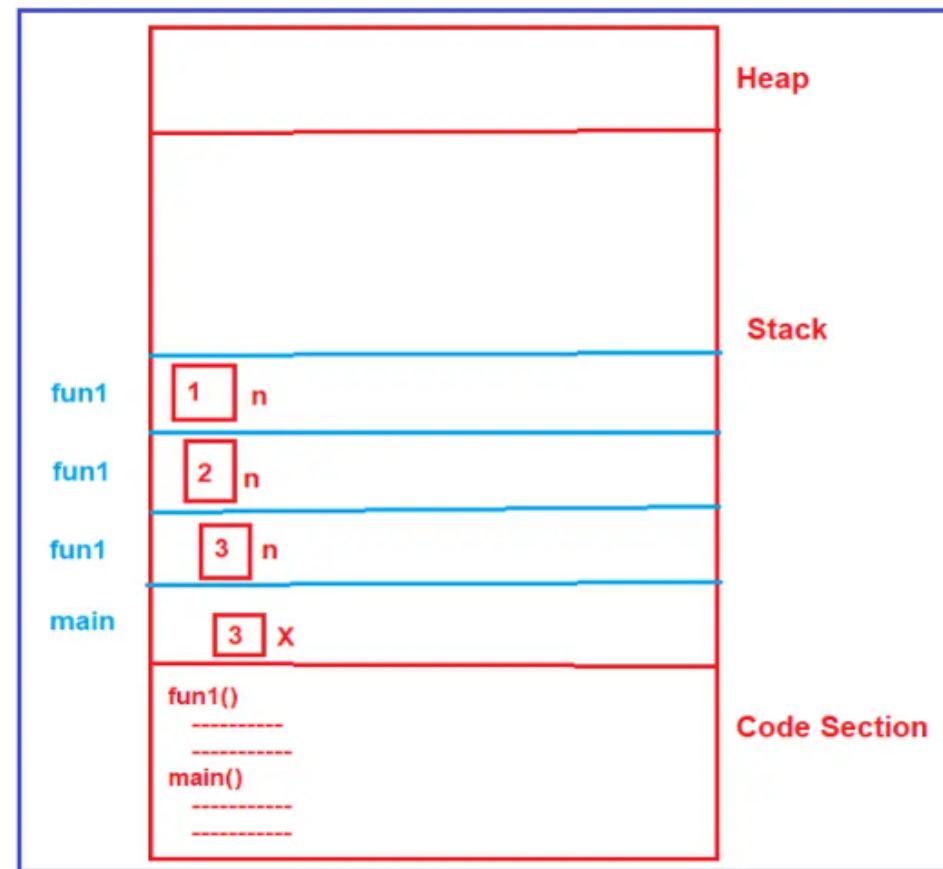 Heap
Stack
fun1 1 n
fun1 2 n
fun1 3 n
main 3 X
fun1()
----------
-----------
Code Section
main()
-----------
-----------